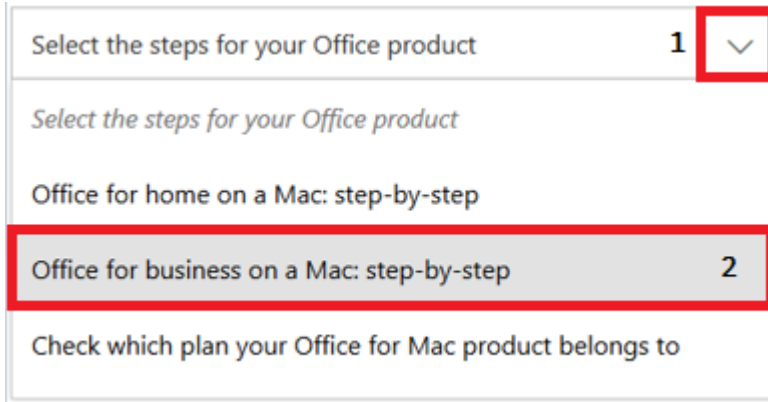 Select the steps for your Office product 1
Select the steps for your Office product
Office for home on a Mac: step-by-step
Office for business on a Mac: step-by-step 2
Check which plan your Office for Mac product belongs to